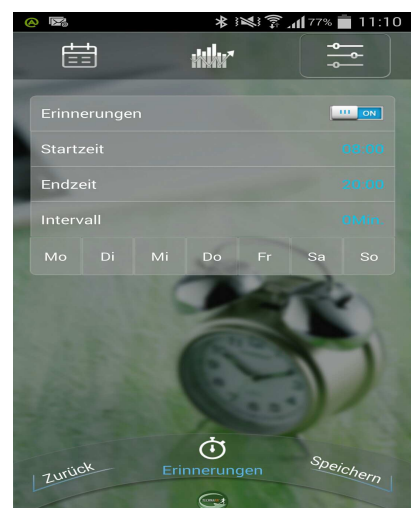 77% 11:10
Erinnerungen ON
Startzeit 08:00
Endzeit 20:00
Intervall 0Min
Mo Di Mi Do Fr Sa So
Zurück Erinnerungen Speichern